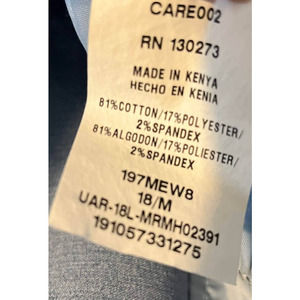 CARE002
RN 130273
MADE IN KENYA
HECHO EN KENIA
81%COTTON/17%POLYESTER/
2%SPANDEX
81%ALGODON/17%POLIESTER/
2%SPANDEX
197MEW8
18/M
UAR-18L-MRMH02391
191057331275